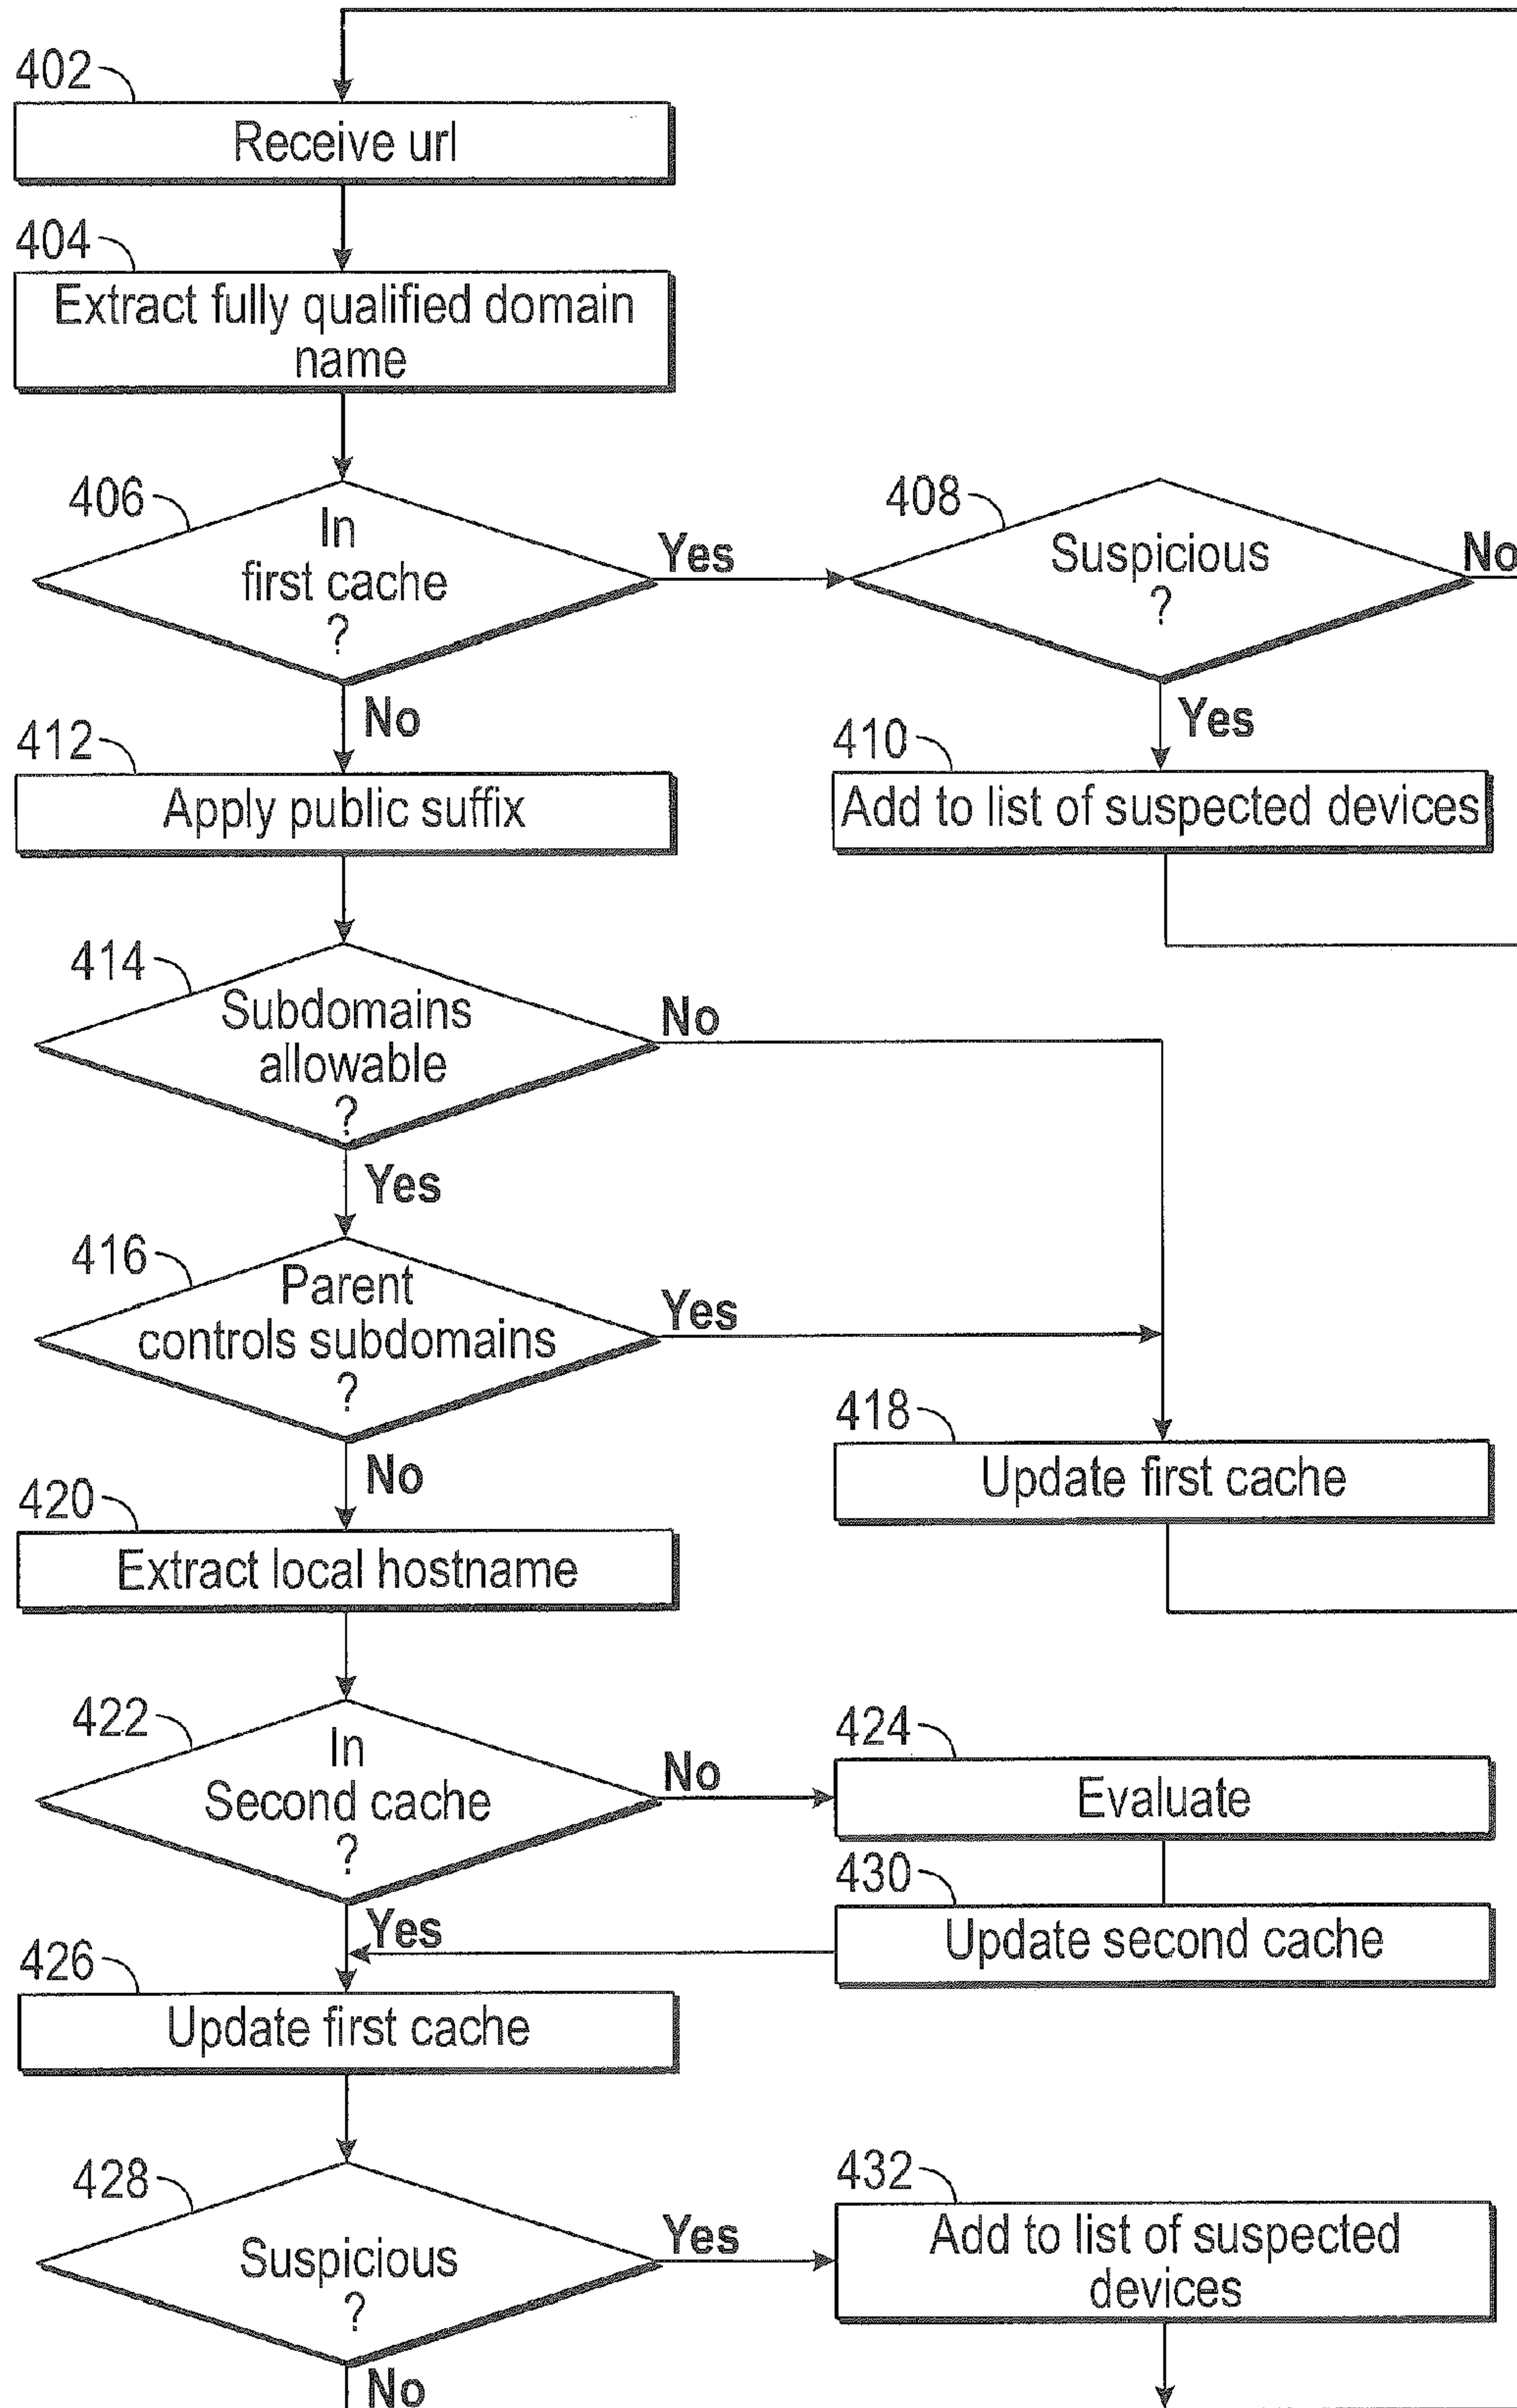 402
Receive url
404
Extract fully qualified domain
name
406
In
first cache
?
Yes
408
Suspicious
?
No
No
Yes
412
Apply public suffix
410
Add to list of suspected devices
414
Subdomains
allowable
?
No
Yes
416
Parent
controls subdomains
?
Yes
No
418
Update first cache
420
Extract local hostname
422
In
Second cache
?
No
424
Evaluate
430
Update second cache
Yes
426
Update first cache
428
Suspicious
?
Yes
432
Add to list of suspected
devices
No